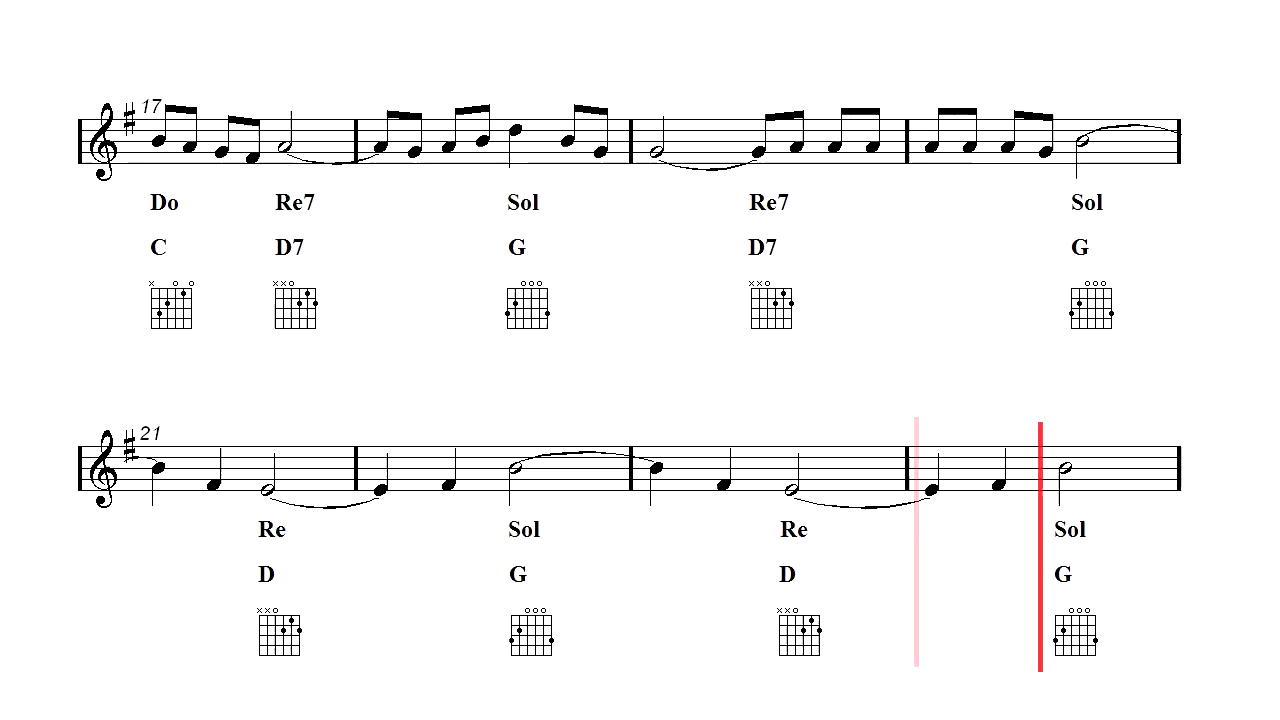 17
Do Re7 Sol Re7 Sol
C D7 G D7 G
21
Re Sol Re Sol
D G D G